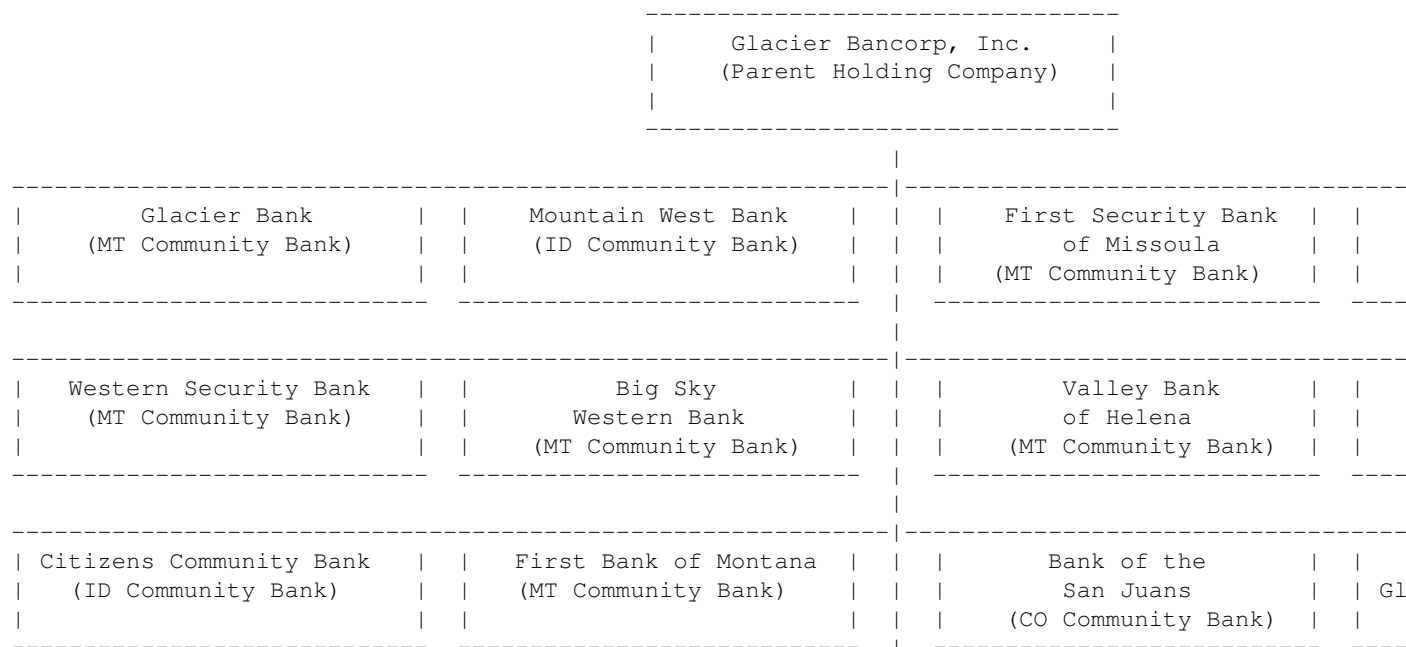 Glacier Bancorp, Inc.
(Parent Holding Company)
Glacier Bank Mountain West Bank First Security Bank
(MT Community Bank) (ID Community Bank) of Missoula
(MT Community Bank)
Western Security Bank Big Sky Valley Bank
(MT Community Bank) Western Bank of Helena
(MT Community Bank) (MT Community Bank)
Citizens Community Bank First Bank of Montana Bank of the
(ID Community Bank) (MT Community Bank) San Juans Gl
(CO Community Bank)